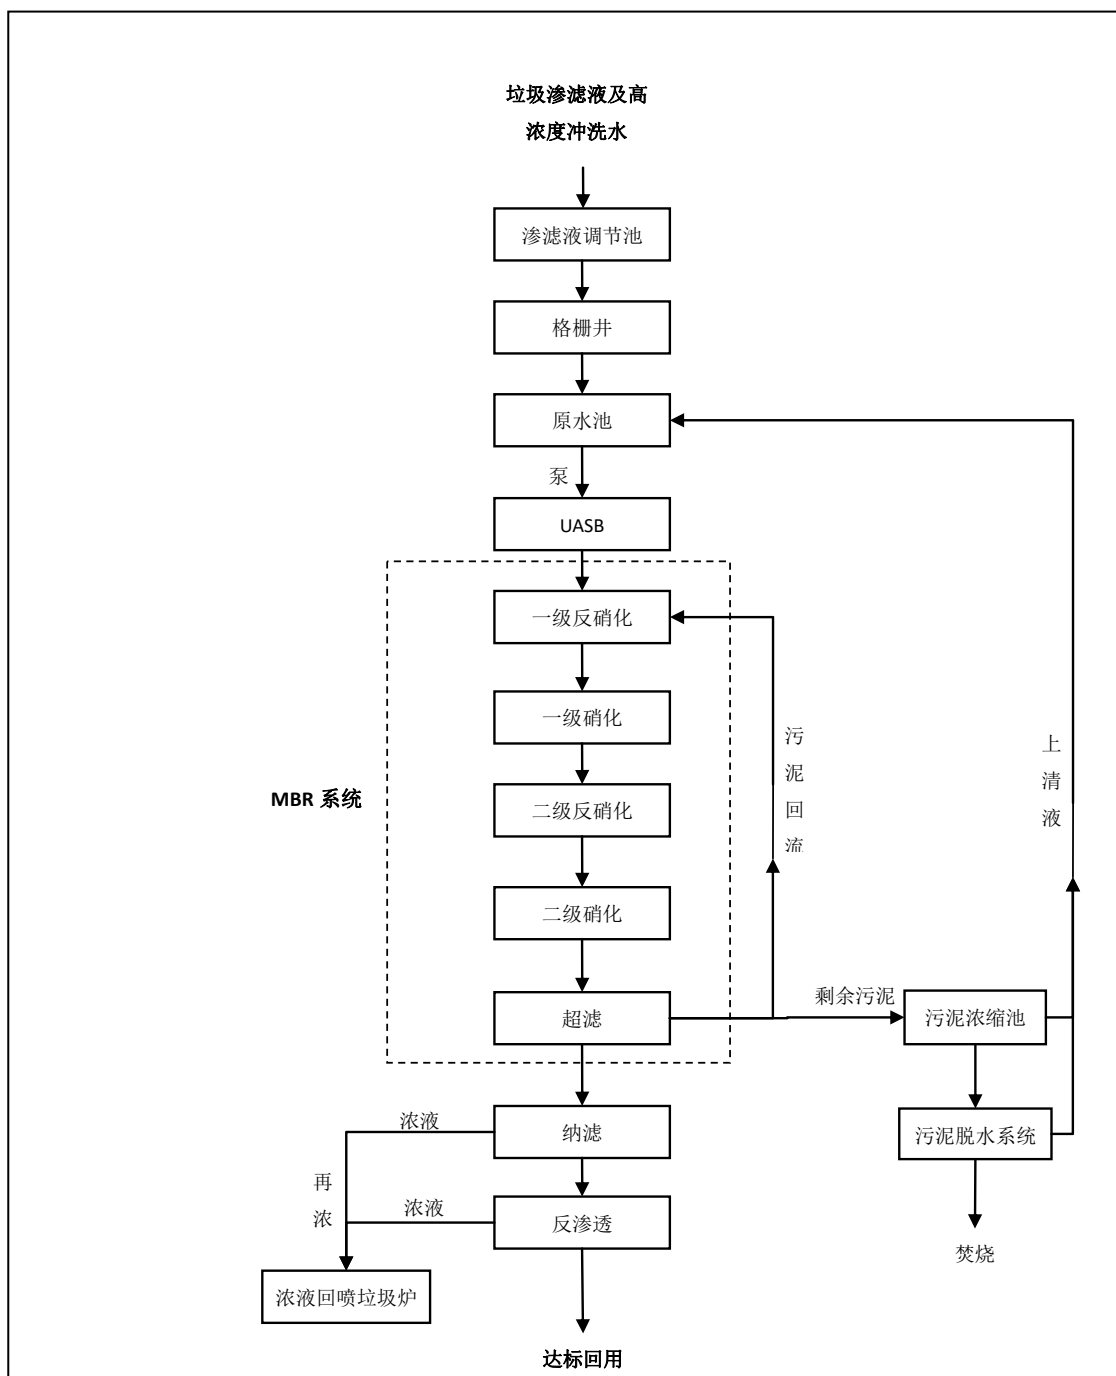 垃圾渗滤液及高
浓度冲洗水
渗滤液调节池
格栅井
原水池
泵
UASB
一级反硝化
一级硝化
污泥回流
上清液
MBR 系统
二级反硝化
二级硝化
剩余污泥
超滤
污泥浓缩池
浓液
纳滤
污泥脱水系统
再浓
浓液
反渗透
焚烧
浓液回喷垃圾炉
达标回用